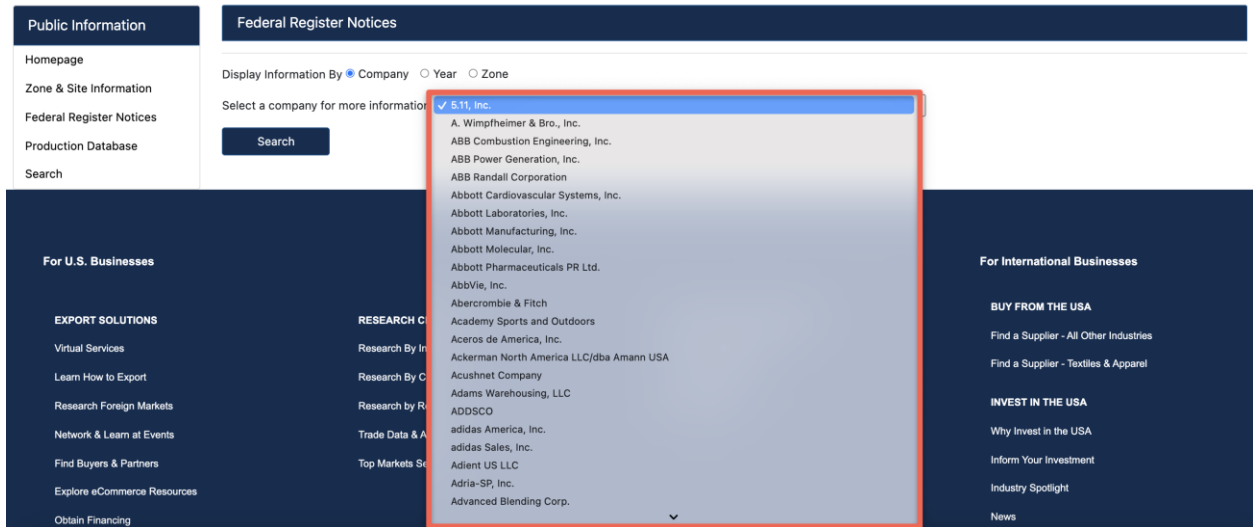 Public Information
Homepage
Zone & Site Information
Federal Register Notices
Production Database
Search
Federal Register Notices
Display Information By Company Year Zone
Select a company for more information
Search
✓ 5.11, Inc.
A. Wimpfheimer & Bro., Inc.
ABB Combustion Engineering, Inc.
ABB Power Generation, Inc.
ABB Randall Corporation
Abbott Cardiovascular Systems, Inc.
Abbott Laboratories, Inc.
Abbott Manufacturing, Inc.
Abbott Molecular, Inc.
Abbott Pharmaceuticals PR Ltd.
AbbVie, Inc.
Abercrombie & Fitch
Academy Sports and Outdoors
Aceros de America, Inc.
Ackerman North America LLC/dba Amann USA
Acushnet Company
Adams Warehousing, LLC
ADDSCO
adidas America, Inc.
adidas Sales, Inc.
Adient US LLC
Adria-SP, Inc.
Advanced Blending Corp.
For U.S. Businesses
EXPORT SOLUTIONS
Virtual Services
Learn How to Export
Research Foreign Markets
Network & Learn at Events
Find Buyers & Partners
Explore eCommerce Resources
Obtain Financing
RESEARCH
Research By
Research By
Research by
Trade Data &
Top Markets
For International Businesses
BUY FROM THE USA
Find a Supplier - All Other Industries
Find a Supplier - Textiles & Apparel
INVEST IN THE USA
Why Invest in the USA
Inform Your Investment
Industry Spotlight
News